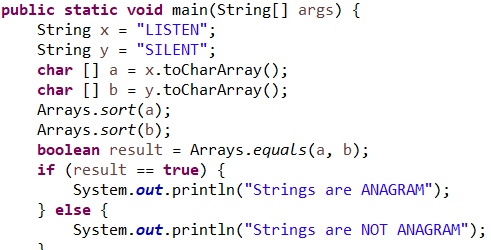 public static void main(String[] args) {
String x = "LISTEN";
String y = "SILENT";
char [] a = x.toCharArray();
char [] b = y.toCharArray();
Arrays.sort(a);
Arrays.sort(b);
boolean result = Arrays.equals(a, b);
if (result == true) {
System.out.println("Strings are ANAGRAM");
} else {
System.out.println("Strings are NOT ANAGRAM");
}